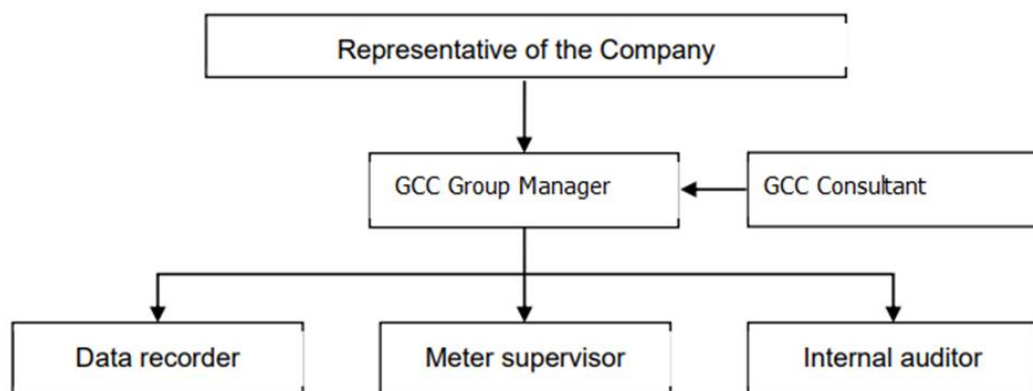 Representative of the Company
GCC Group Manager
GCC Consultant
Data recorder
Meter supervisor
Internal auditor